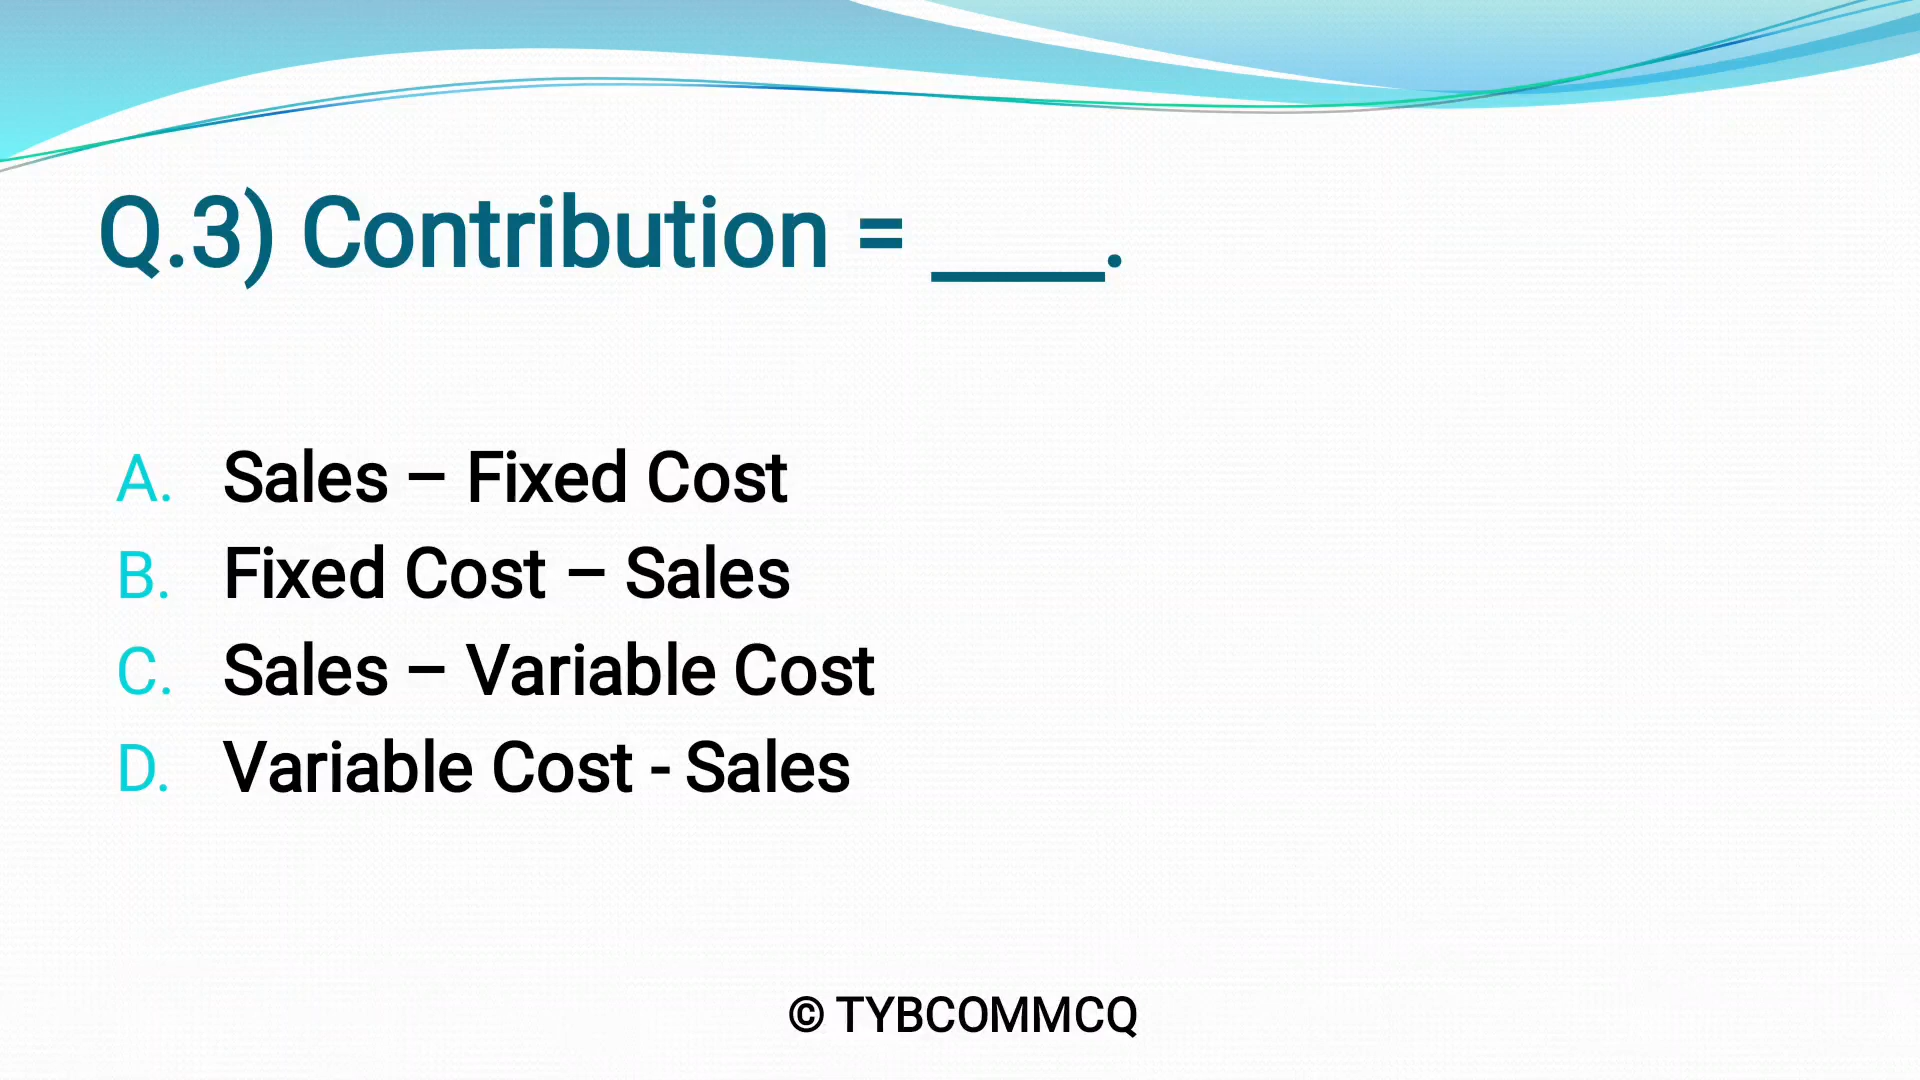 Q.3) Contribution = ____.
A. Sales – Fixed Cost
B. Fixed Cost – Sales
C. Sales – Variable Cost
D. Variable Cost - Sales
© TYBCOMMCQ